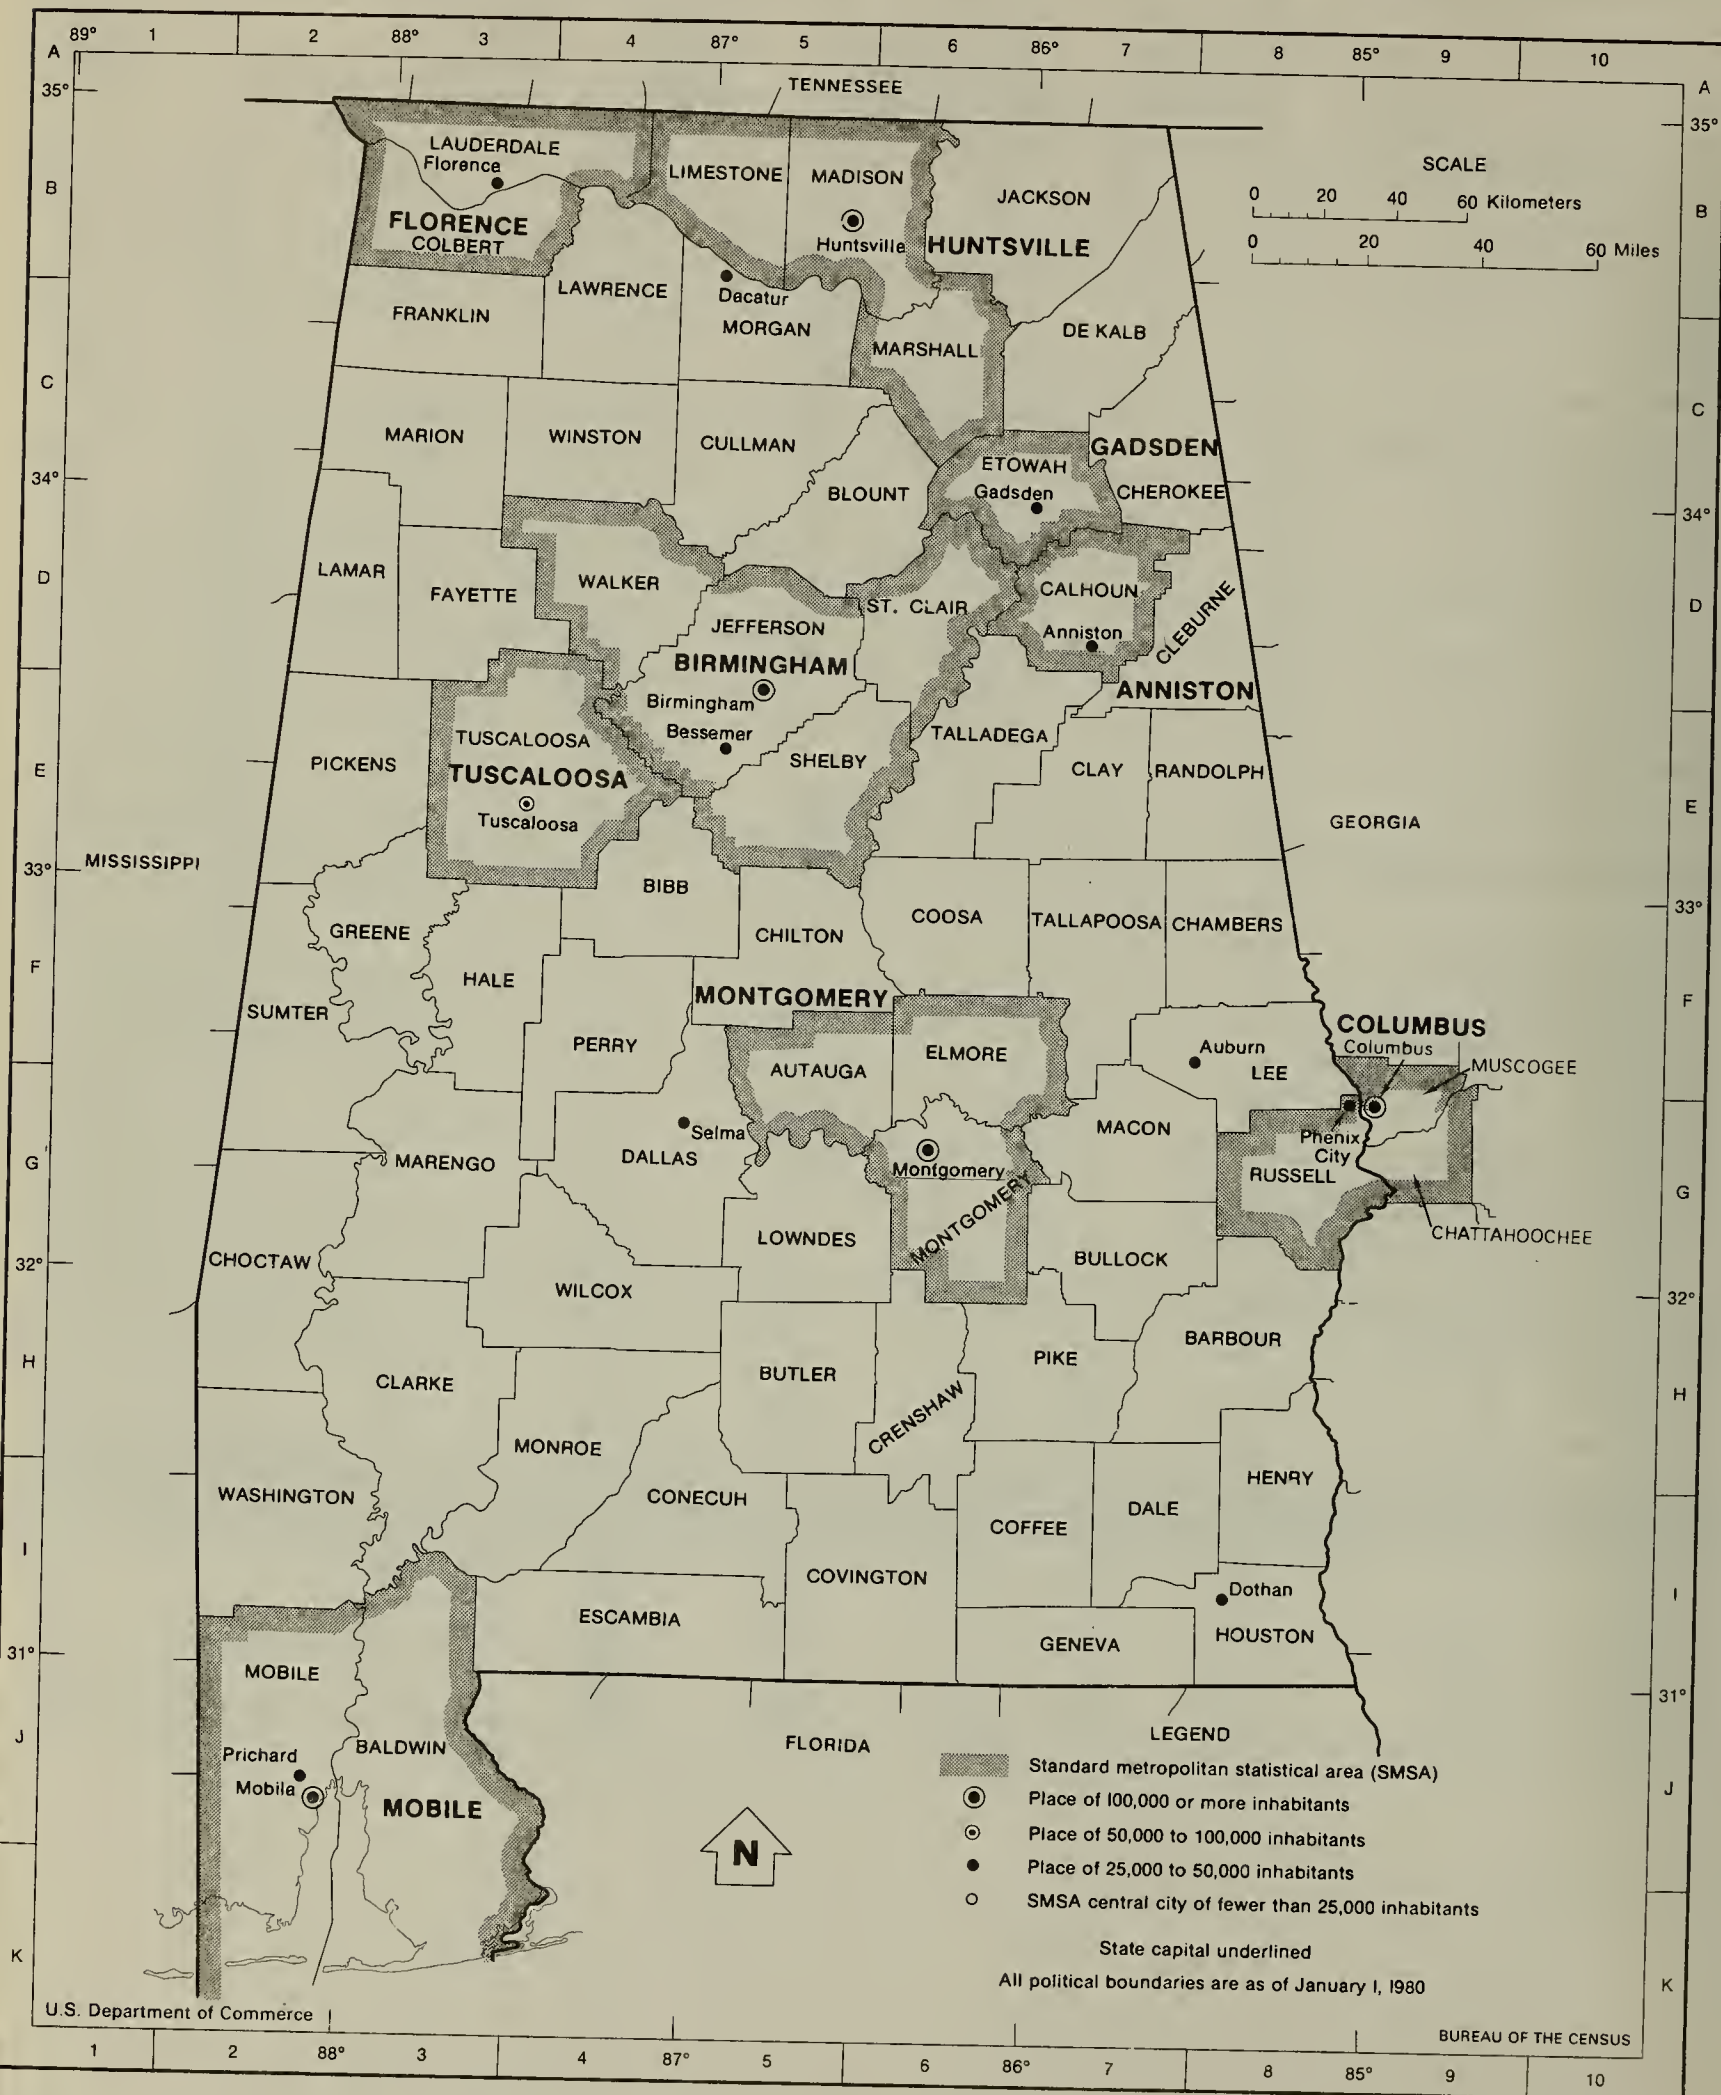 89° 1 2 88° 3 4 87° 5 6 86° 7 8 85° 9 10
A
A
35°
35°
TENNESSEE
SCALE
0 20 40 60 Kilometers
0 20 40 60 Miles
LAUDERDALE
Florence
FLORENCE
COLBERT
LIMESTONE
MADISON
Huntsville
HUNTSVILLE
JACKSON
B
B
FRANKLIN
LAWRENCE
Dacatur
MORGAN
MARSHALL
DE KALB
C
C
MARION
WINSTON
CULLMAN
BLOUNT
ETOWAH
Gadsden
GADSDEN
CHEROKEE
34°
34°
LAMAR
FAYETTE
WALKER
JEFFERSON
ST. CLAIR
CALHOUN
Anniston
CLEBURNE
D
D
BIRMINGHAM
Birmingham
Bessemer
ANNISTON
TUSCALOOSA
TUSCALOOSA
Tuscaloosa
PICKENS
SHELBY
TALLADEGA
CLAY
RANDOLPH
E
E
GEORGIA
MISSISSIPPI
33°
33°
BIBB
GREENE
HALE
CHILTON
COOSA
TALLAPOOSA
CHAMBERS
F
F
SUMTER
PERRY
MONTGOMERY
AUTAUGA
ELMORE
Auburn
LEE
COLUMBUS
Columbus
MUSCOGEE
Selma
DALLAS
MARENGO
Montgomery
MONTGOMERY
MACON
Phenix
City
RUSSELL
CHATTAHOOCHEE
G
G
CHOCTAW
LOWNDES
BULLOCK
WILCOX
32°
32°
BARBOUR
PIKE
BUTLER
CRENSHAW
CLARKE
H
H
MONROE
WASHINGTON
CONECUH
COFFEE
DALE
HENRY
I
I
COVINGTON
ESCAMBIA
Dothan
HOUSTON
GENEVA
31°
31°
MOBILE
BALDWIN
Prichard
Mobile
MOBILE
FLORIDA
J
J
LEGEND
Standard metropolitan statistical area (SMSA)
Place of 100,000 or more inhabitants
Place of 50,000 to 100,000 inhabitants
Place of 25,000 to 50,000 inhabitants
SMSA central city of fewer than 25,000 inhabitants
N
State capital underlined
All political boundaries are as of January 1, 1980
K
K
U.S. Department of Commerce
BUREAU OF THE CENSUS
1 2 88° 3 4 87° 5 6 86° 7 8 85° 9 10